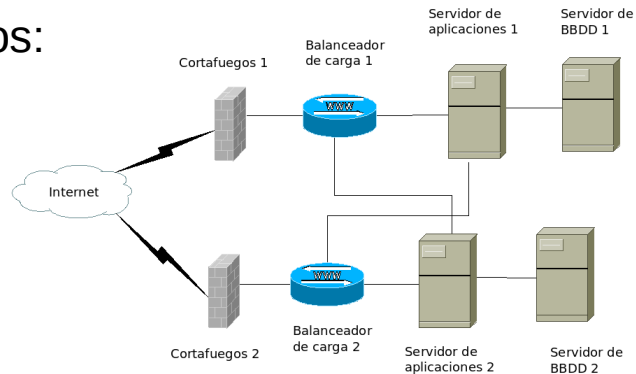 os:
Servidor de
aplicaciones 1
Servidor de
BBDD 1
Balanceador
de carga 1
Cortafuegos 1
WWW
Internet
WWW
Cortafuegos 2
Balanceador
de carga 2
Servidor de
aplicaciones 2
Servidor de
BBDD 2